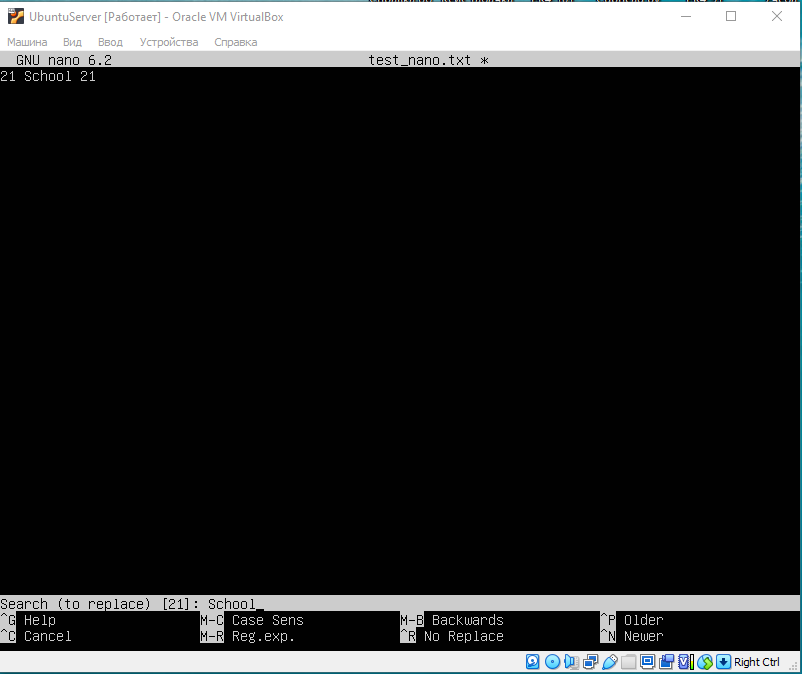 UbuntuServer [Работает] - Oracle VM VirtualBox
Машина Вид Ввод Устройства Справка
GNU nano 6.2 test_nano.txt *
21 School 21
Search (to replace) [21]: School_
^G Help M-C Case Sens M-B Backwards ^P Older
^C Cancel M-R Reg.exp. ^R No Replace ^N Newer
Right Ctrl